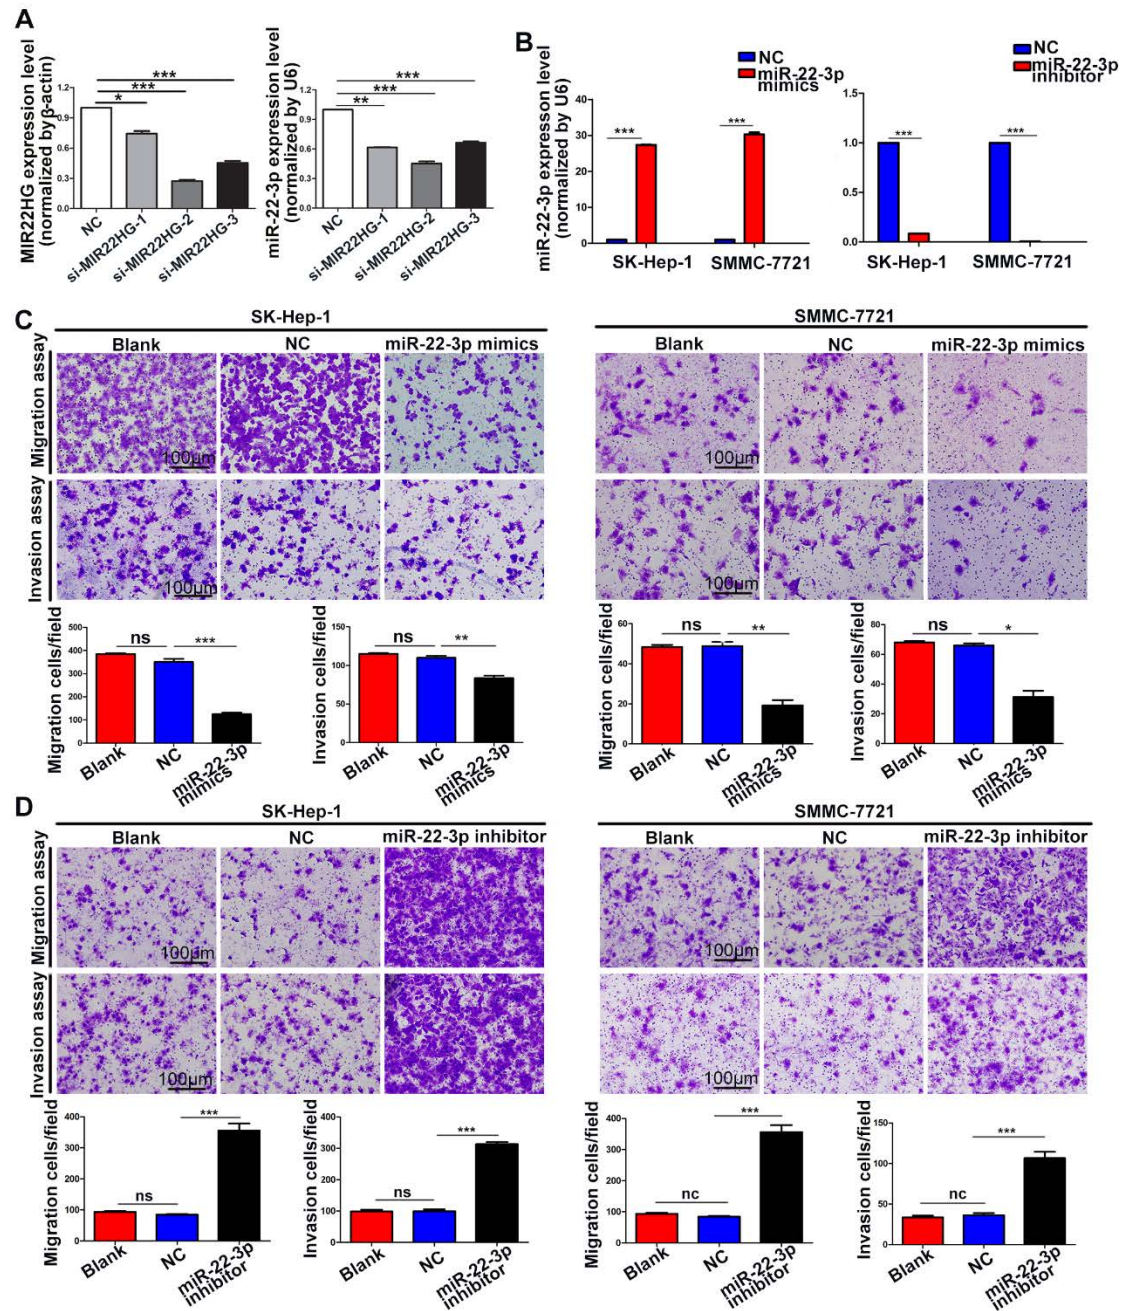 A
MIR22HG expression level
(normalized by β-actin)
1.2
0.9
0.6
0.3
0.0
*
***
***
NC
si-MIR22HG-1
si-MIR22HG-2
si-MIR22HG-3
miR-22-3p expression level
(normalized by U6)
1.2
0.9
0.6
0.3
0.0
**
***
***
NC
si-MIR22HG-1
si-MIR22HG-2
si-MIR22HG-3
B
miR-22-3p expression level
(normalized by U6)
NC
miR-22-3p
mimics
40
30
20
10
0
***
***
SK-Hep-1
SMMC-7721
NC
miR-22-3p
inhibitor
1.5
1.0
0.5
0.0
***
***
SK-Hep-1
SMMC-7721
C
SK-Hep-1
Blank
NC
miR-22-3p mimics
Migration assay
100μm
Invasion assay
100μm
SMMC-7721
Blank
NC
miR-22-3p mimics
100μm
100μm
Migration cells/field
500
400
300
200
100
0
ns
***
Blank
NC
miR-22-3p
mimics
Invasion cells/field
150
100
50
0
ns
**
Blank
NC
miR-22-3p
mimics
Migration cells/field
60
40
20
0
ns
**
Blank
NC
miR-22-3p
mimics
Invasion cells/field
80
60
40
20
0
ns
*
Blank
NC
miR-22-3p
mimics
D
SK-Hep-1
Blank
NC
miR-22-3p inhibitor
Migration assay
100μm
Invasion assay
100μm
SMMC-7721
Blank
NC
miR-22-3p inhibitor
100μm
100μm
Migration cells/field
400
300
200
100
0
ns
***
Blank
NC
miR-22-3p
inhibitor
Invasion cells/field
400
300
200
100
0
ns
***
Blank
NC
miR-22-3p
inhibitor
Migration cells/field
400
300
200
100
0
nc
***
Blank
NC
miR-22-3p
inhibitor
Invasion cells/field
150
100
50
0
nc
***
Blank
NC
miR-22-3p
inhibitor